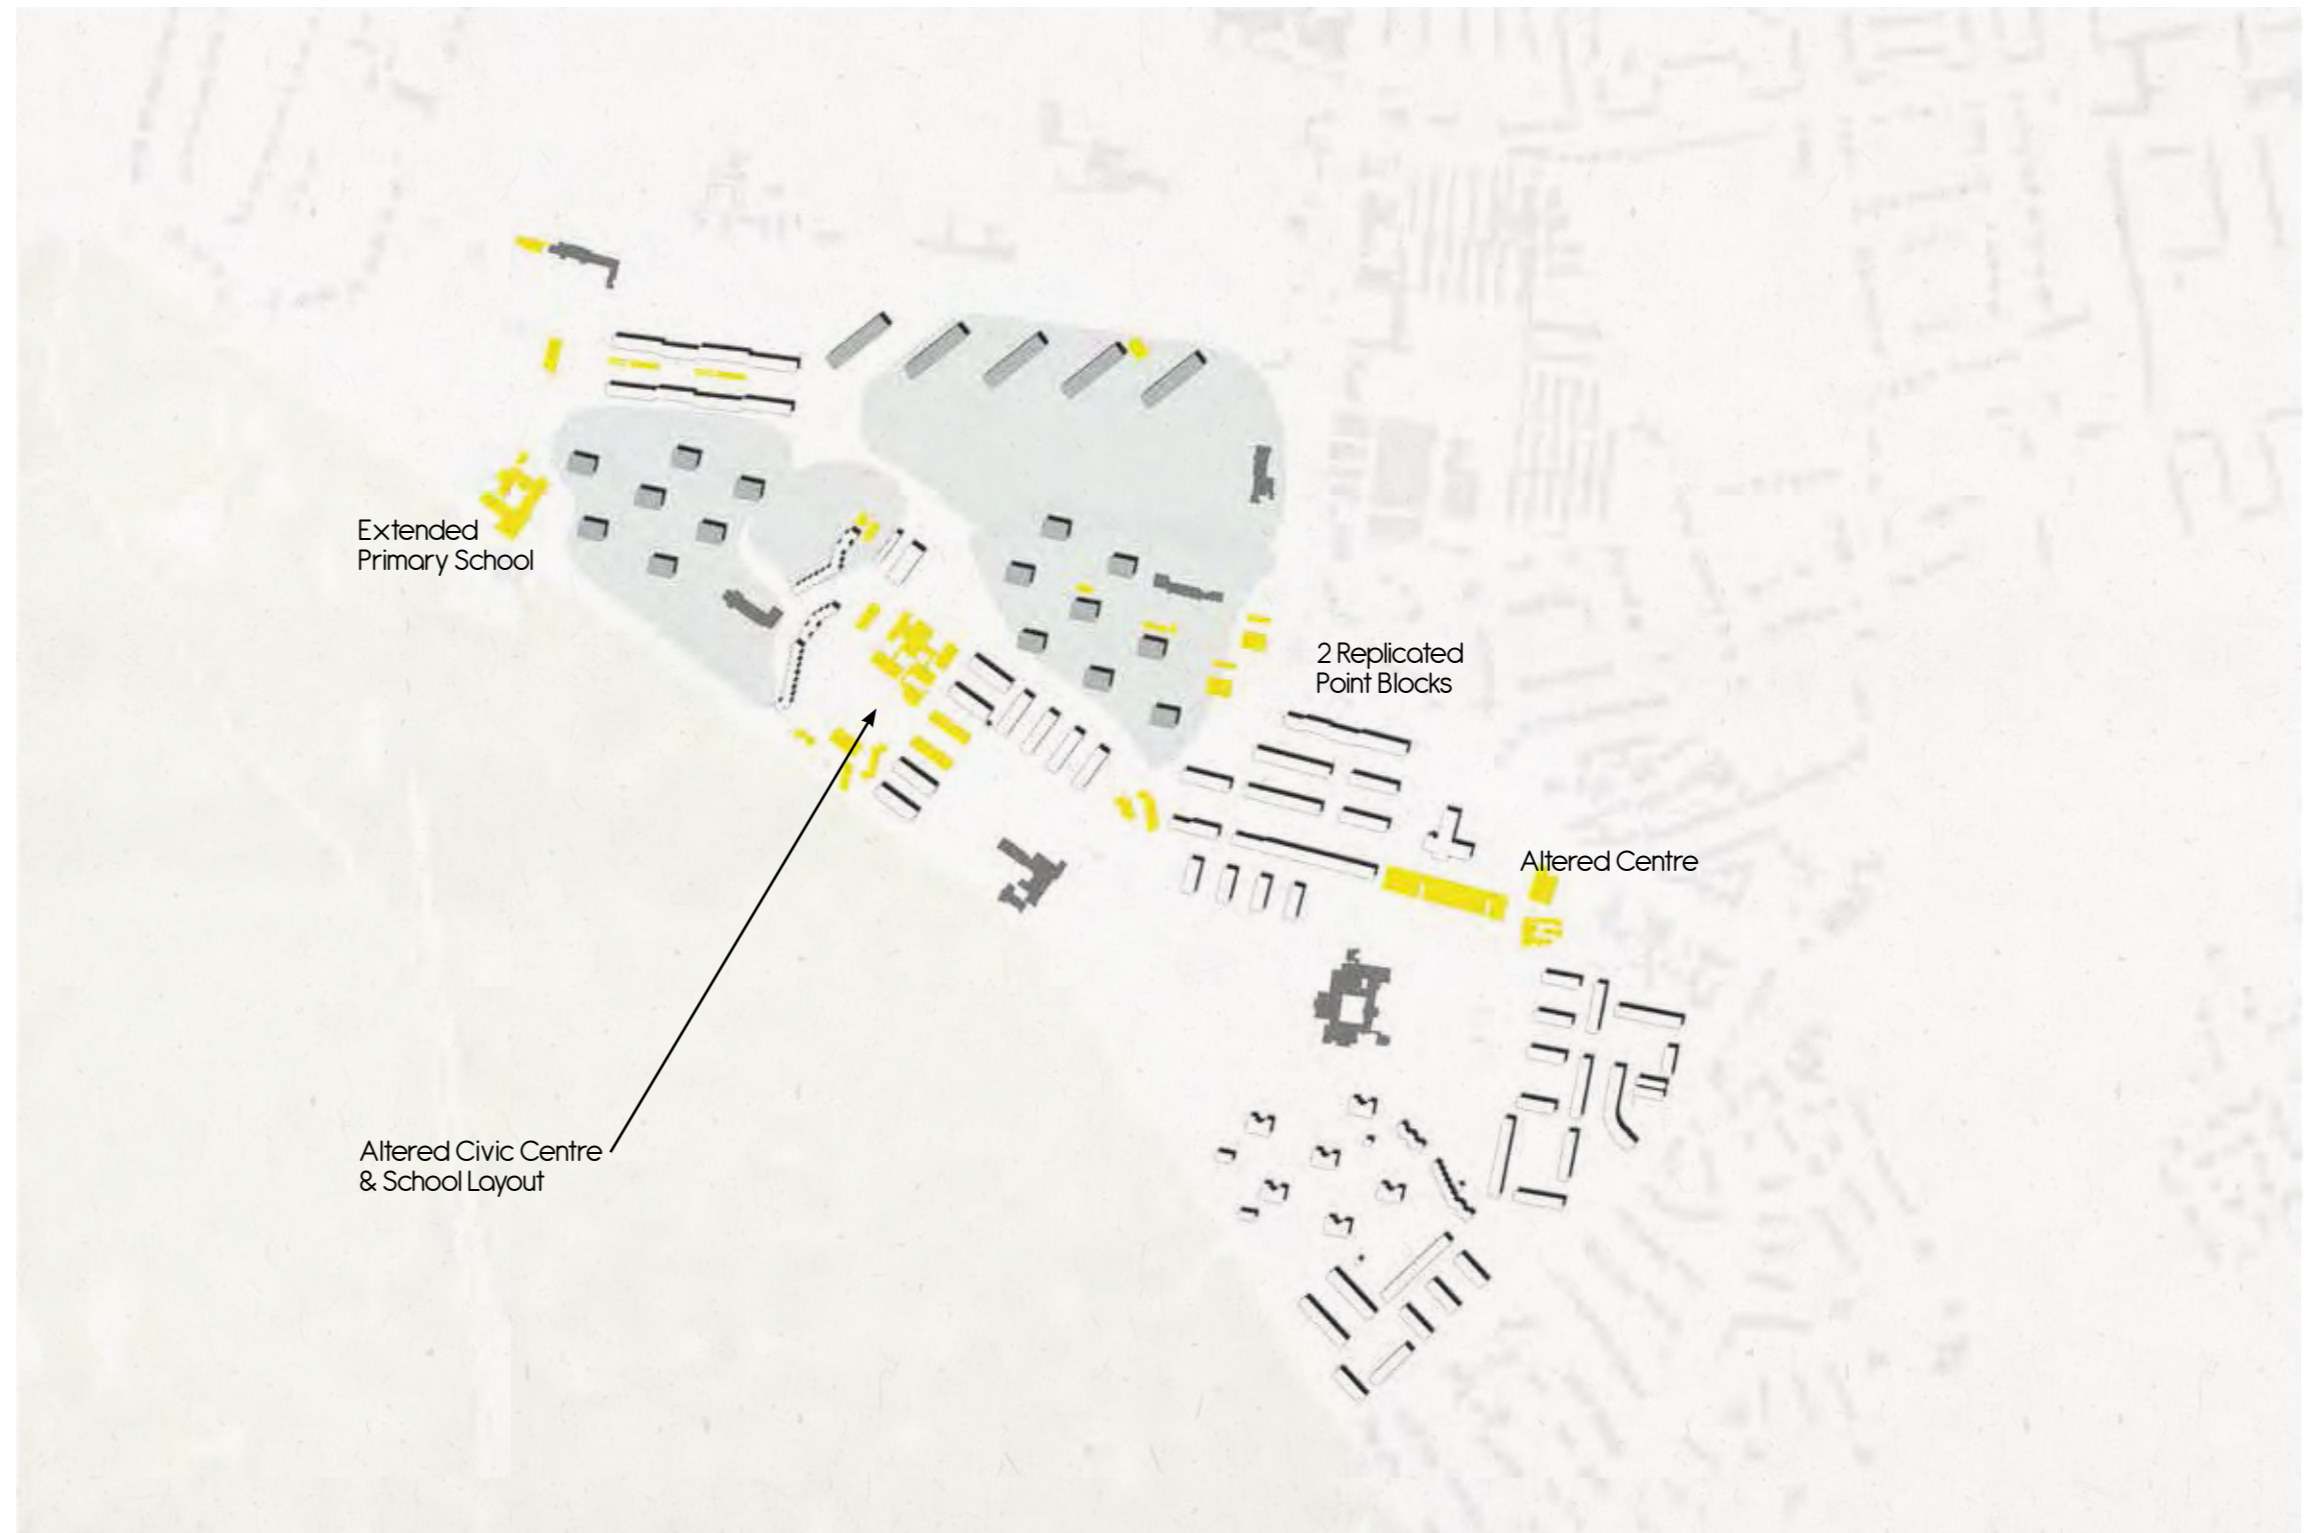 Extended
Primary School
2 Replicated
Point Blocks
Altered Centre
Altered Civic Centre
& School Layout